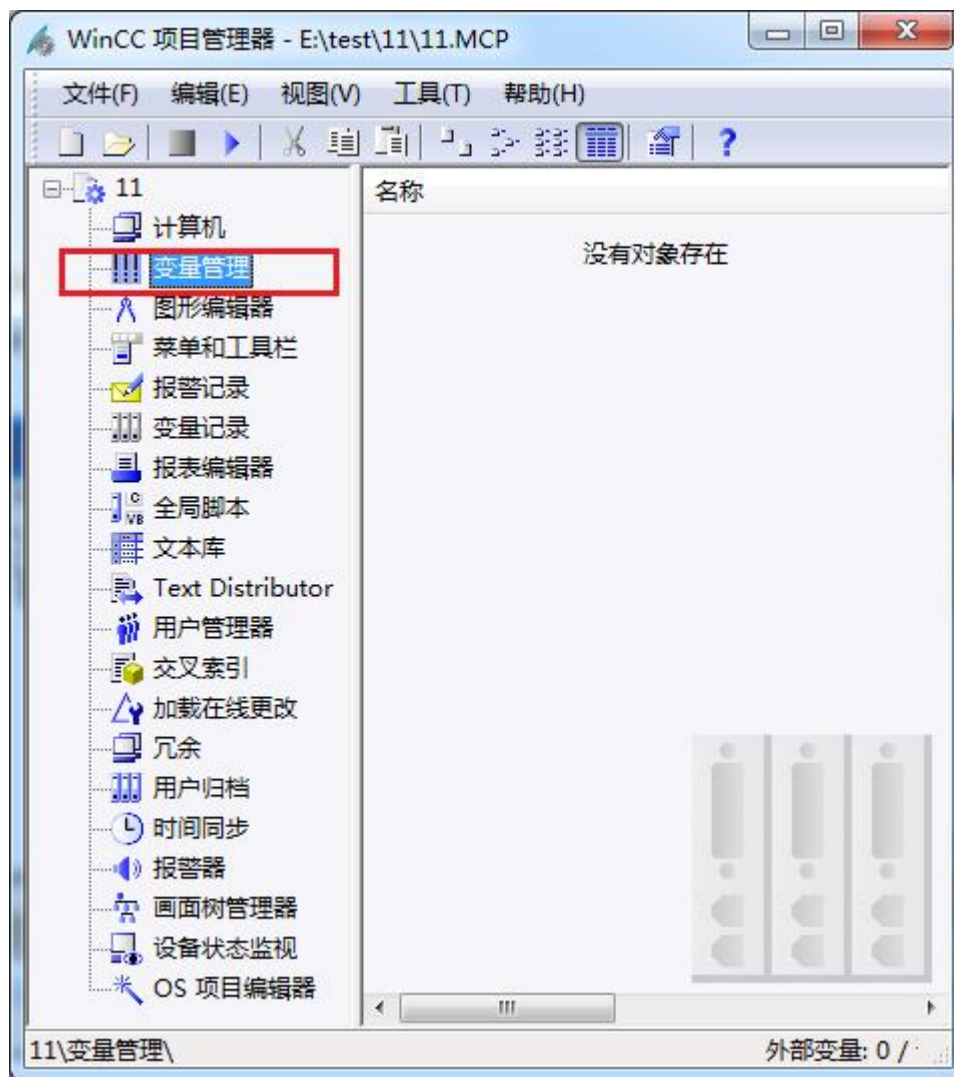 WinCC 项目管理器 - E:\test\11\11.MCP
文件(F) 编辑(E) 视图(V) 工具(T) 帮助(H)
11
名称
计算机
没有对象存在
变量管理
图形编辑器
菜单和工具栏
报警记录
变量记录
报表编辑器
全局脚本
文本库
Text Distributor
用户管理器
交叉索引
加载在线更改
冗余
用户归档
时间同步
报警器
画面树管理器
设备状态监视
OS 项目编辑器
11\变量管理\ 外部变量: 0 /